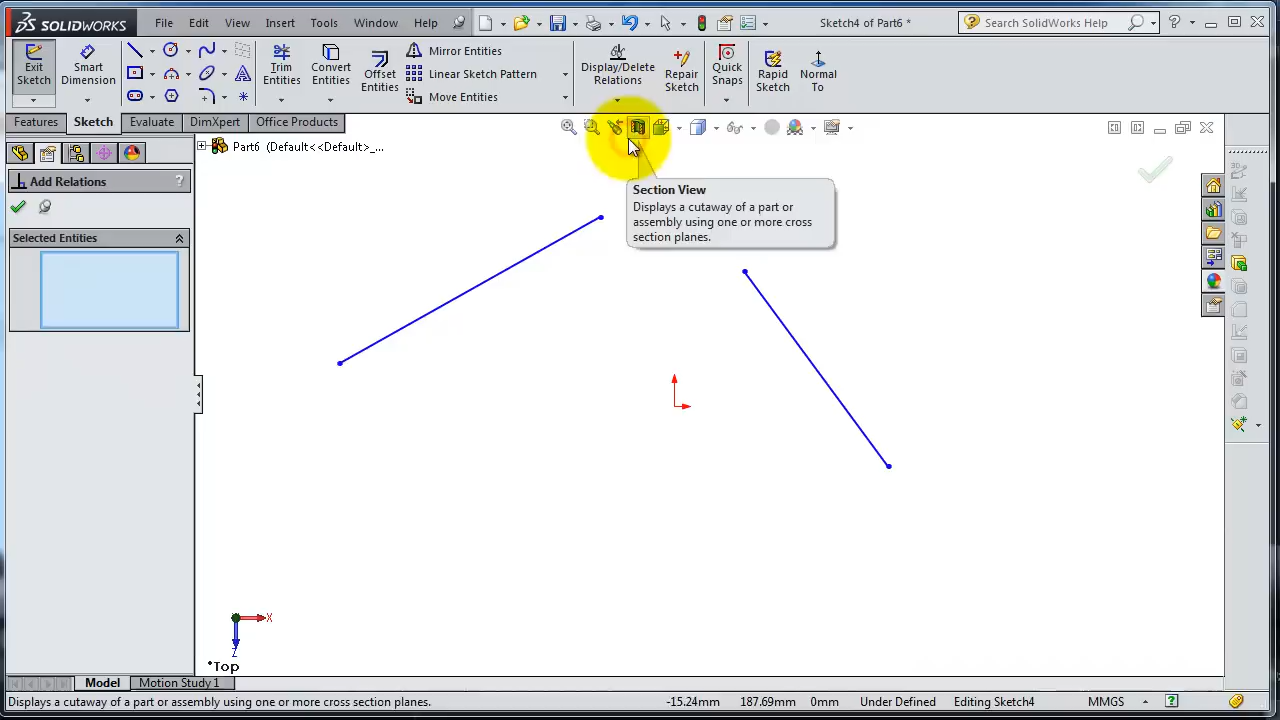 SOLIDWORKS
File
Edit
View
Insert
Tools
Window
Help
Sketch4 of Part6 *
Search SolidWorks Help
Exit
Sketch
Smart
Dimension
Trim
Entities
Convert
Entities
Offset
Entities
Mirror Entities
Linear Sketch Pattern
Move Entities
Display/Delete
Relations
Repair
Sketch
Quick
Snaps
Rapid
Sketch
Normal
To
Features
Sketch
Evaluate
DimXpert
Office Products
Part6 (Default<<Default>_...
Add Relations
?
Selected Entities
Section View
Displays a cutaway of a part or
assembly using one or more cross
section planes.
X
Z
*Top
Model
Motion Study 1
Displays a cutaway of a part or assembly using one or more cross section planes.
-15.24mm
187.69mm
0mm
Under Defined
Editing Sketch4
MMGS
?